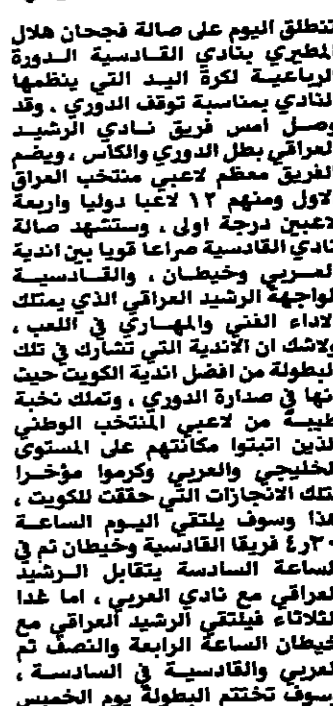 تنطلق اليوم على صالة فجحان هلال
المطيري بنادي القادسية الدورة
الرباعية لكرة اليد التي ينظمها
النادي بمناسبة توقف الدوري . وقد
وصل أمس فريق نادي الرشيد
العراقي بطل الدوري والكأس ، ويضم
الفريق معظم لاعبي منتخب العراق
الاول ومنهم ١٢ لاعبا دوليا واربعة
لاعبين درجة اولى ، وستشهد صالة
نادي القادسية صراعا قويا بين اندية
العربي وخيطان ، والقادسية
لمواجهة الرشيد العراقي الذي يمتلك
الاداء الفني والمهاري في اللعب ،
ولاشك ان الاندية التي تشارك في تلك
البطولة من افضل اندية الكويت حيث
انها في صدارة الدوري ، وتملك نخبة
طيبة من لاعبي المنتخب الوطني
الذين اثبتوا مكانتهم على المستوى
الخليجي والعربي وكرموا مؤخرا
لتلك الانجازات التي حققت للكويت ،
هذا وسوف يلتقي اليوم الساعة
٤٫٣٠ فريقا القادسية وخيطان ثم في
الساعة السادسة يتقابل الرشيد
العراقي مع نادي العربي ، اما غدا
الثلاثاء فيلتقي الرشيد العراقي مع
خيطان الساعة الرابعة والنصف ثم
العربي والقادسية في السادسة ،
وسوف تختتم البطولة يوم الخميس